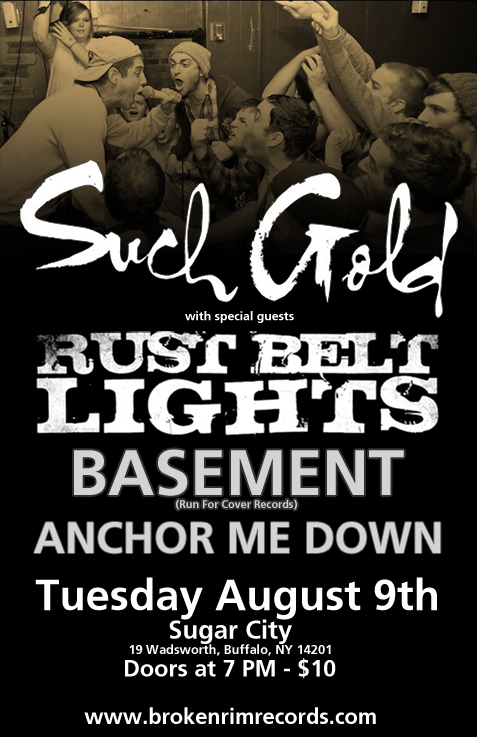 Such Gold
with special guests
RUST BELT
LIGHTS
BASEMENT
(Run For Cover Records)
ANCHOR ME DOWN
Tuesday August 9th
Sugar City
19 Wadsworth, Buffalo, NY 14201
Doors at 7 PM - $10
www.brokenrimrecords.com